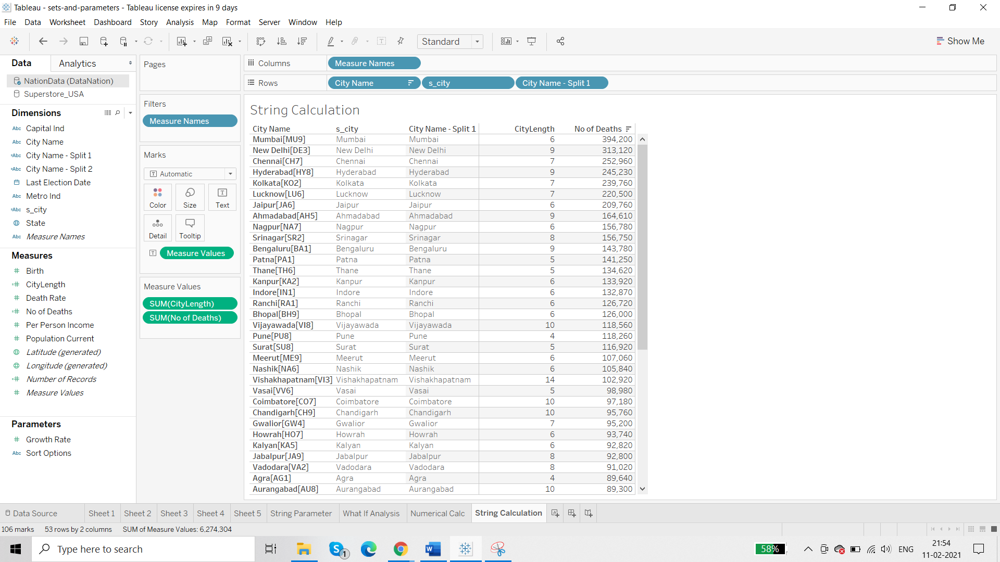 Tableau - sets-and-parameters - Tableau license expires in 9 days
File Data Worksheet Dashboard Story Analysis Map Format Server Window Help
Standard
Show Me
Data Analytics
NationData (DataNation)
Superstore_USA
Dimensions
Abc Capital Ind
Abc City Name
=Abc City Name - Split 1
=Abc City Name - Split 2
Last Election Date
Abc Metro Ind
=Abc s_city
State
Abc Measure Names
Measures
# Birth
=# CityLength
# Death Rate
=# No of Deaths
# Per Person Income
# Population Current
Latitude (generated)
Longitude (generated)
=# Number of Records
# Measure Values
Parameters
# Growth Rate
Abc Sort Options
Pages
Filters
Measure Names
Marks
T Automatic
Color Size T Text
Detail Tooltip
T Measure Values
Measure Values
SUM(CityLength)
SUM(No of Deaths)
Columns Measure Names
Rows City Name s_city City Name - Split 1
String Calculation
City Name s_city City Name - Split 1 CityLength No of Deaths
Mumbai[MU9] Mumbai Mumbai 6 394,200
New Delhi[DE3] New Delhi New Delhi 9 313,120
Chennai[CH7] Chennai Chennai 7 252,960
Hyderabad[HY8] Hyderabad Hyderabad 9 245,230
Kolkata[KO2] Kolkata Kolkata 7 239,760
Lucknow[LU6] Lucknow Lucknow 7 220,500
Jaipur[JA6] Jaipur Jaipur 6 209,760
Ahmadabad[AH5] Ahmadabad Ahmadabad 9 164,610
Nagpur[NA7] Nagpur Nagpur 6 156,780
Srinagar[SR2] Srinagar Srinagar 8 156,750
Bengaluru[BA1] Bengaluru Bengaluru 9 143,780
Patna[PA1] Patna Patna 5 141,250
Thane[TH6] Thane Thane 5 134,620
Kanpur[KA2] Kanpur Kanpur 6 133,920
Indore[IN1] Indore Indore 6 132,870
Ranchi[RA1] Ranchi Ranchi 6 126,720
Bhopal[BH9] Bhopal Bhopal 6 126,000
Vijayawada[VI8] Vijayawada Vijayawada 10 118,560
Pune[PU8] Pune Pune 4 118,260
Surat[SU8] Surat Surat 5 116,920
Meerut[ME9] Meerut Meerut 6 107,060
Nashik[NA6] Nashik Nashik 6 105,840
Vishakhapatnam[VI3] Vishakhapatnam Vishakhapatnam 14 102,920
Vasai[VV6] Vasai Vasai 5 98,980
Coimbatore[CO7] Coimbatore Coimbatore 10 97,180
Chandigarh[CH9] Chandigarh Chandigarh 10 95,760
Gwalior[GW4] Gwalior Gwalior 7 95,200
Howrah[HO7] Howrah Howrah 6 93,740
Kalyan[KA5] Kalyan Kalyan 6 92,820
Jabalpur[JA9] Jabalpur Jabalpur 8 92,800
Vadodara[VA2] Vadodara Vadodara 8 91,020
Agra[AG1] Agra Agra 4 89,640
Aurangabad[AU8] Aurangabad Aurangabad 10 89,300
Data Source Sheet 1 Sheet 2 Sheet 3 Sheet 4 Sheet 5 String Parameter What If Analysis Numerical Calc String Calculation
106 marks 53 rows by 2 columns SUM of Measure Values: 6,274,304
Type here to search
1
58%
ENG
21:54
11-02-2021